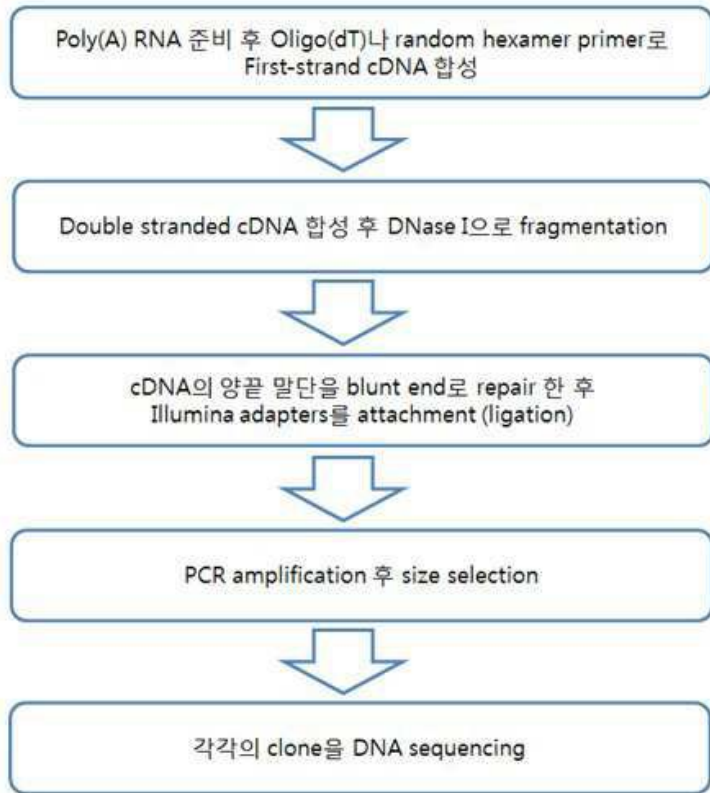 Poly(A) RNA 준비 후 Oligo(dT)나 random hexamer primer로
First-strand cDNA 합성
Double stranded cDNA 합성 후 DNase I으로 fragmentation
cDNA의 양끝 말단을 blunt end로 repair 한 후
Illumina adapters를 attachment (ligation)
PCR amplification 후 size selection
각각의 clone을 DNA sequencing